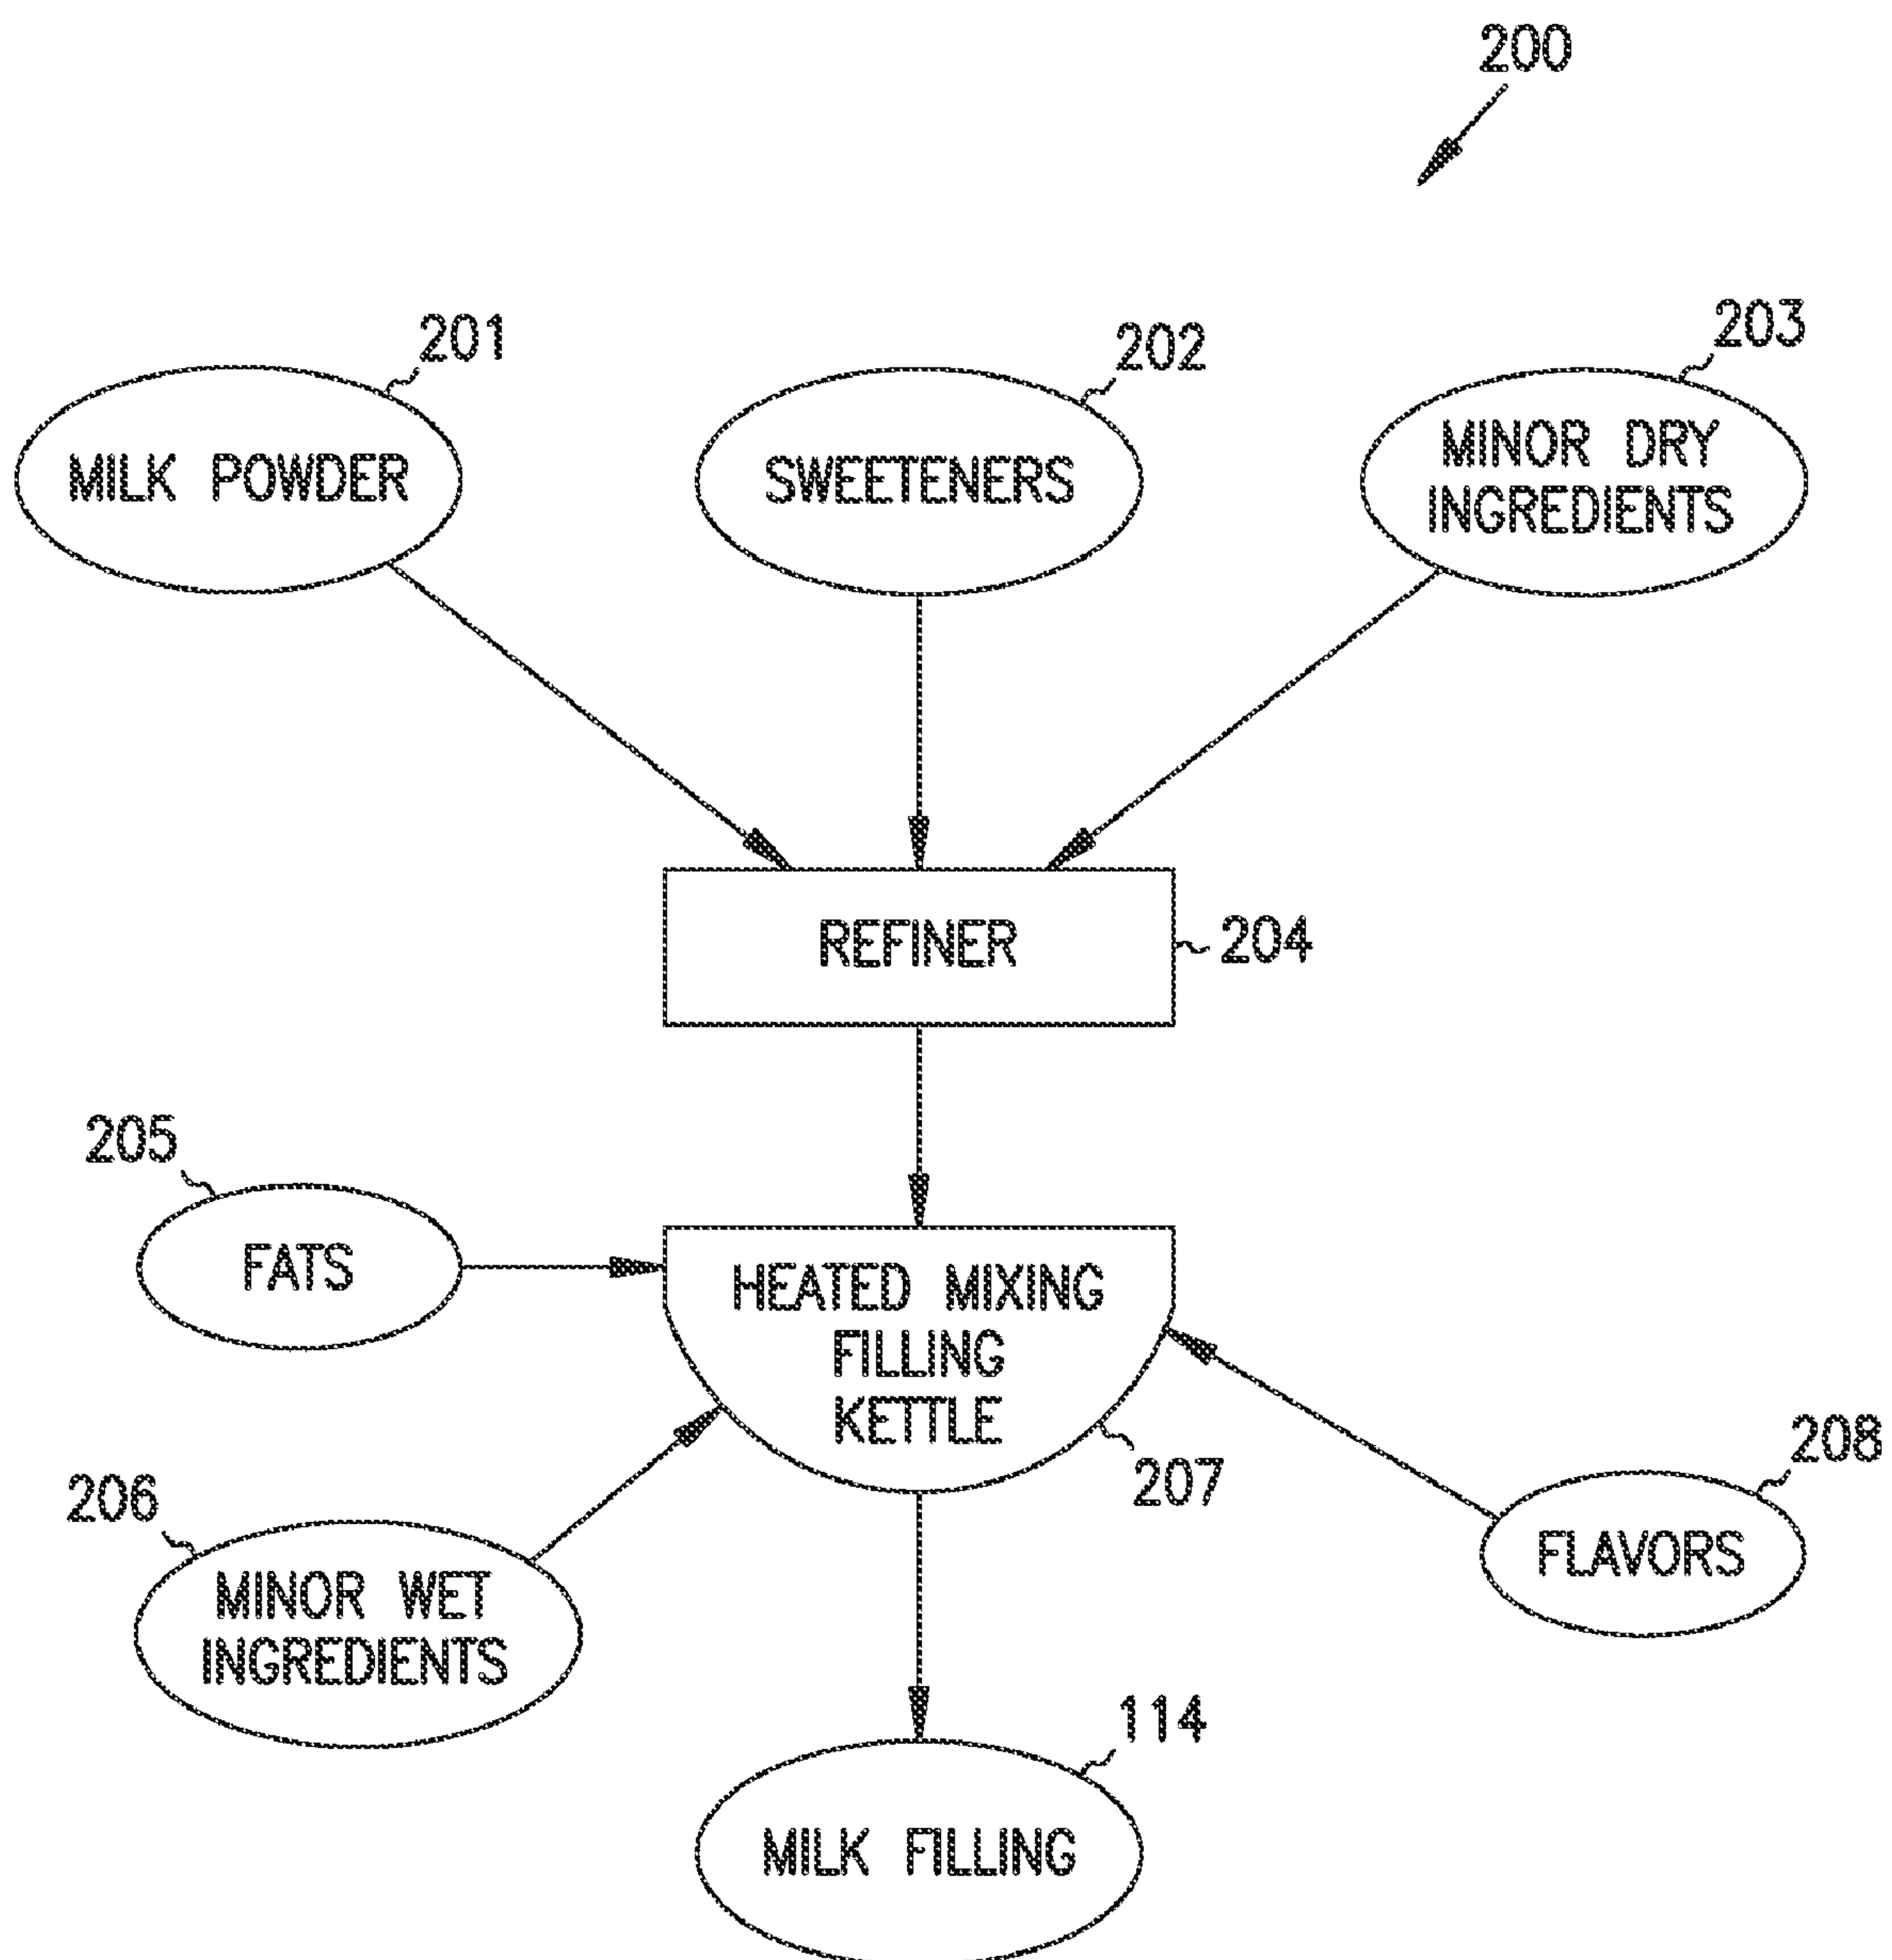 200
201
202
203
MILK POWDER
SWEETENERS
MINOR DRY
INGREDIENTS
REFINER
204
205
FATS
HEATED MIXING
FILLING
KETTLE
207
206
MINOR WET
INGREDIENTS
208
FLAVORS
114
MILK FILLING